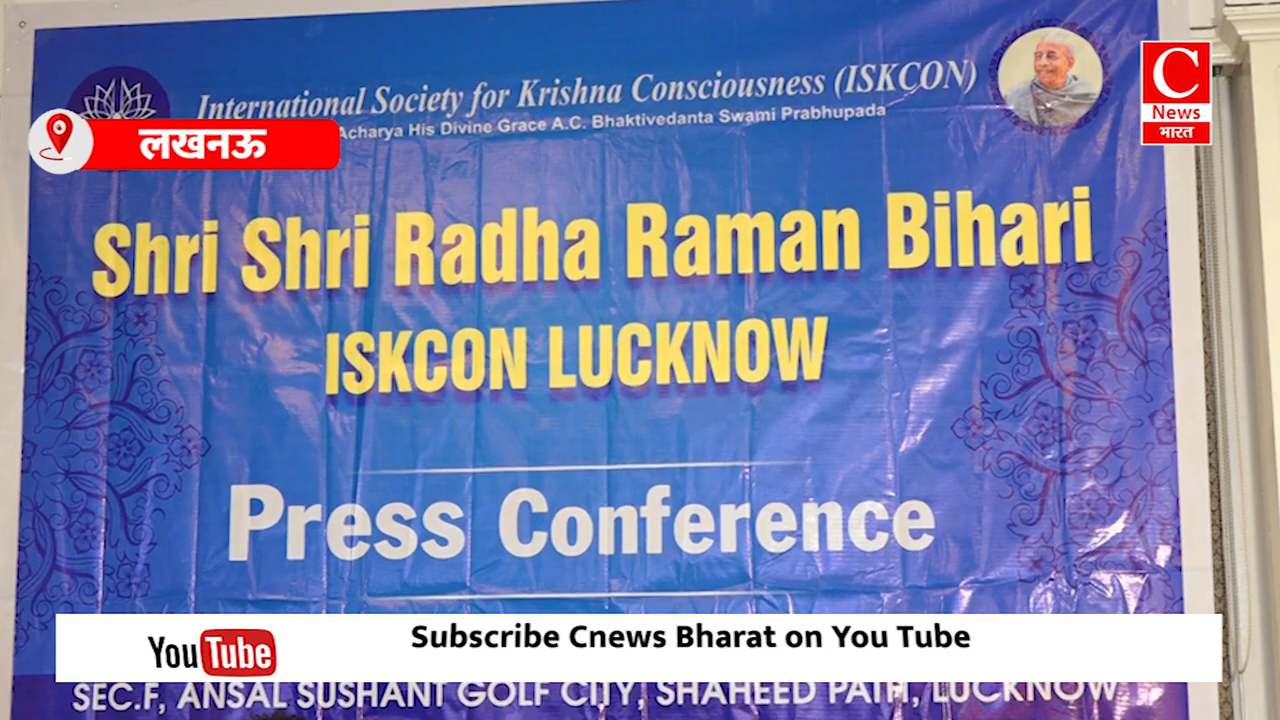 International Society for Krishna Consciousness (ISKCON)
Acharya His Divine Grace A.C. Bhaktivedanta Swami Prabhupada
C
News
भारत
लखनऊ
Shri Shri Radha Raman Bihari
ISKCON LUCKNOW
Press Conference
YouTube
Subscribe Cnews Bharat on You Tube
SEC.F, ANSAL SUSHANT GOLF CITY, SHAHEED PATH, LUCKNOW